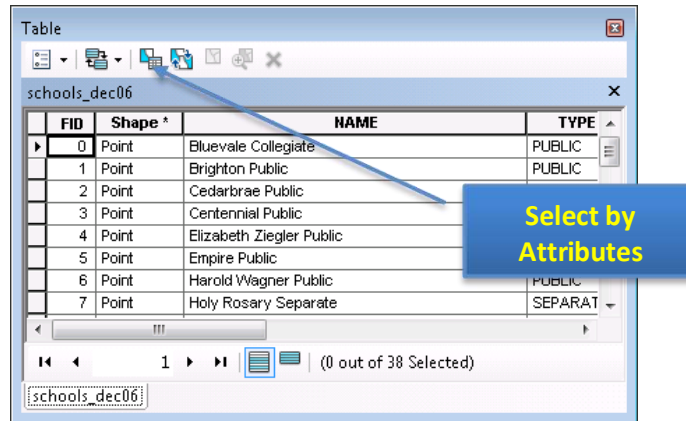 Table
schools_dec06
FID Shape * NAME TYPE
0 Point Bluevale Collegiate PUBLIC
1 Point Brighton Public PUBLIC
2 Point Cedarbrae Public
3 Point Centennial Public
4 Point Elizabeth Ziegler Public
5 Point Empire Public
6 Point Harold Wagner Public PUBLIC
7 Point Holy Rosary Separate SEPARAT
Select by
Attributes
1 (0 out of 38 Selected)
schools_dec06